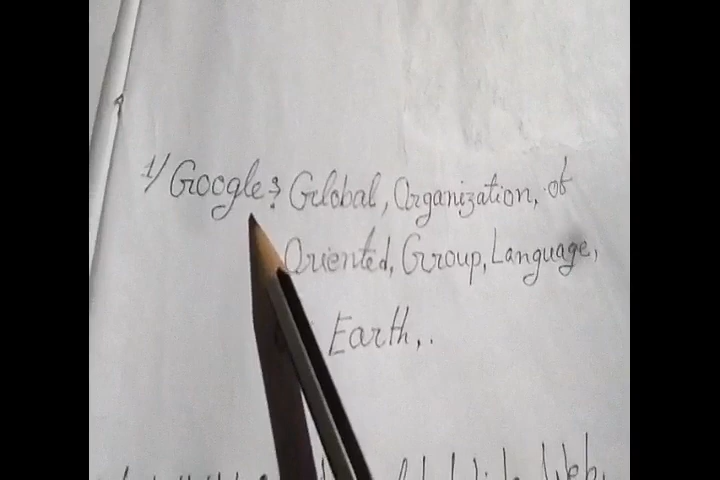 1/ Google? Global, Organization, of
Oriented, Group, Language,
Earth,.